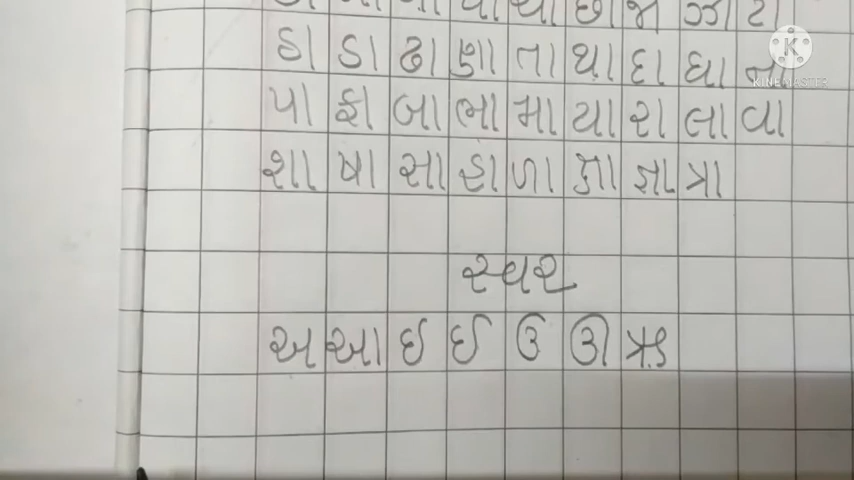 છા જા ઝા ટા
ઠા ડા ઢા ણા તા થા દા ધા ના
પા ફા બા ભા મા યા રા લા વા
શા ષા સા હા ળા ક્ષા જ્ઞા ત્રા
સ્વર
અ આ ઇ ઈ ઉ ઊ ઋ
KINEMASTER